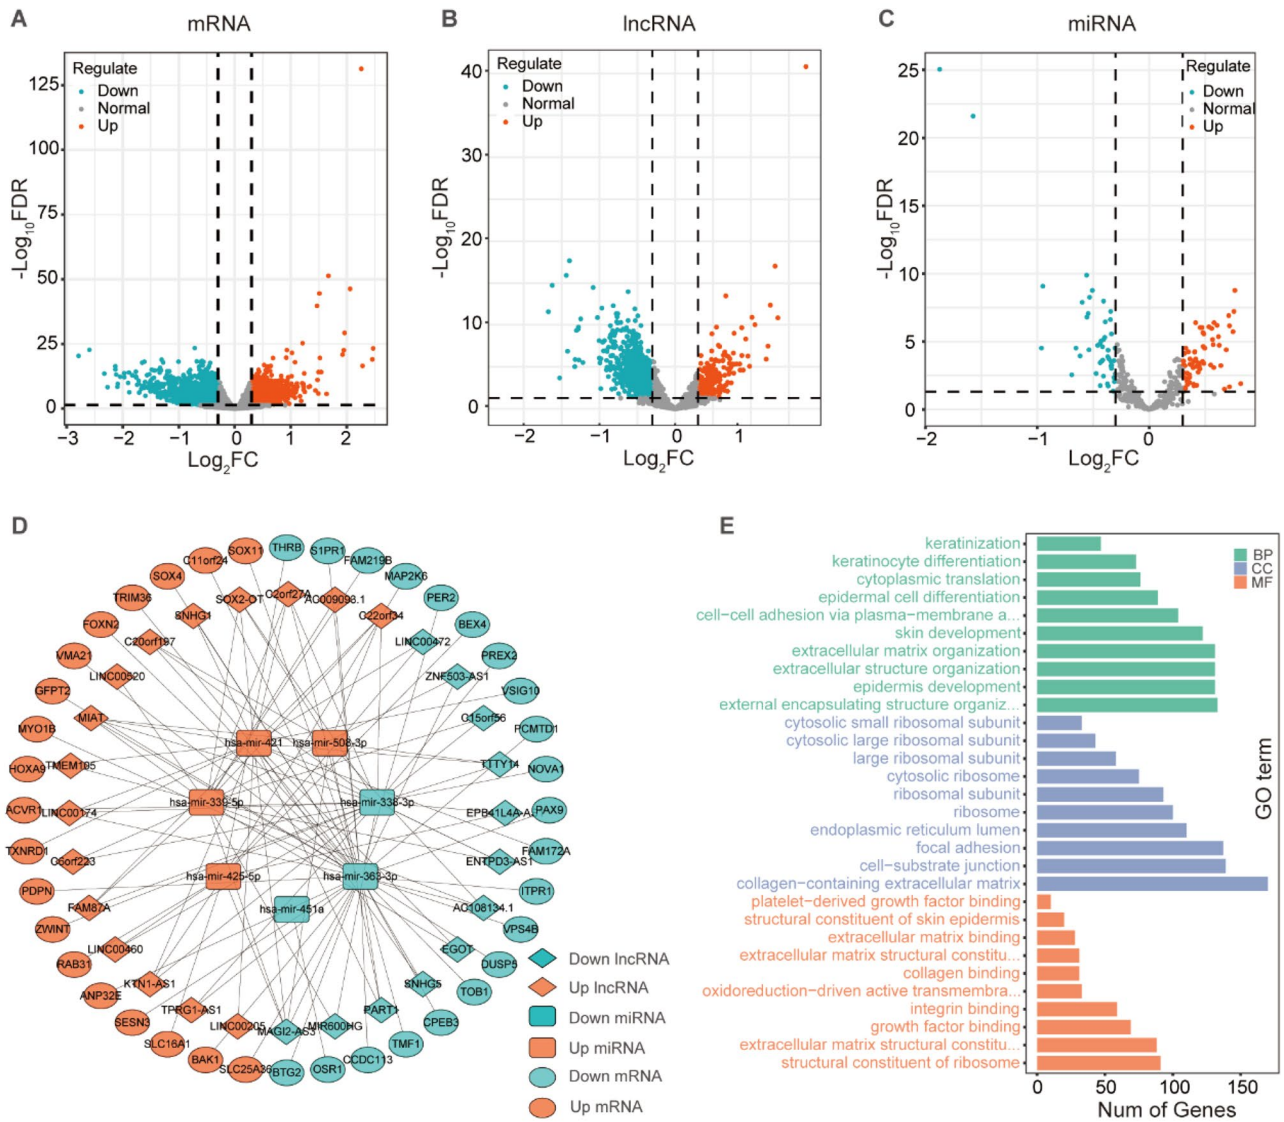 A
mRNA
Regulate
Down
Normal
Up
125
100
75
50
25
0
-Log10FDR
−3
−2
−1
0
1
2
Log2FC
B
lncRNA
Regulate
Down
Normal
Up
40
30
20
10
0
-Log10FDR
−2
−1
0
1
Log2FC
C
miRNA
Regulate
Down
Normal
Up
25
20
15
10
5
0
-Log10FDR
−2
−1
0
Log2FC
D
SOX11
THRB
S1PR1
C11orf24
FAM219B
SOX4
MAP2K6
TRIM36
SOX2-OT
C2orf27A
AC009093.1
PER2
SNHG1
C22orf34
FOXN2
BEX4
C20orf197
LINC00472
VMA21
PREX2
LINC00520
ZNF503-AS1
GFPT2
VSIG10
MIAT
C15orf56
MYO1B
PCMTD1
hsa-mir-421
hsa-mir-508-3p
HOXA9
TMEM105
TTTY14
NOVA1
hsa-mir-339-5p
hsa-mir-338-3p
ACVR1
LINC00174
EPB41L4A-A
PAX9
TXNRD1
C6orf223
ENTPD3-AS1
FAM172A
hsa-mir-425-5p
hsa-mir-363-3p
PDPN
ITPR1
FAM87A
hsa-mir-451a
AC108134.1
ZWINT
VPS4B
LINC00460
EGOT
RAB31
DUSP5
KTN1-AS1
SNHG5
ANP32E
TOB1
TPRG1-AS1
PART1
SESN3
LINC00205
MAGI2-AS3
MIR600HG
CPEB3
SLC16A1
TMF1
BAK1
CCDC113
SLC25A36
BTG2
OSR1
Down lncRNA
Up lncRNA
Down miRNA
Up miRNA
Down mRNA
Up mRNA
E
keratinization
keratinocyte differentiation
cytoplasmic translation
epidermal cell differentiation
cell−cell adhesion via plasma−membrane a...
skin development
extracellular matrix organization
extracellular structure organization
epidermis development
external encapsulating structure organiz...
cytosolic small ribosomal subunit
cytosolic large ribosomal subunit
large ribosomal subunit
cytosolic ribosome
ribosomal subunit
ribosome
endoplasmic reticulum lumen
focal adhesion
cell−substrate junction
collagen−containing extracellular matrix
platelet−derived growth factor binding
structural constituent of skin epidermis
extracellular matrix binding
extracellular matrix structural constitu...
collagen binding
oxidoreduction−driven active transmembra...
integrin binding
growth factor binding
extracellular matrix structural constitu...
structural constituent of ribosome
BP
CC
MF
GO term
0
50
100
150
Num of Genes